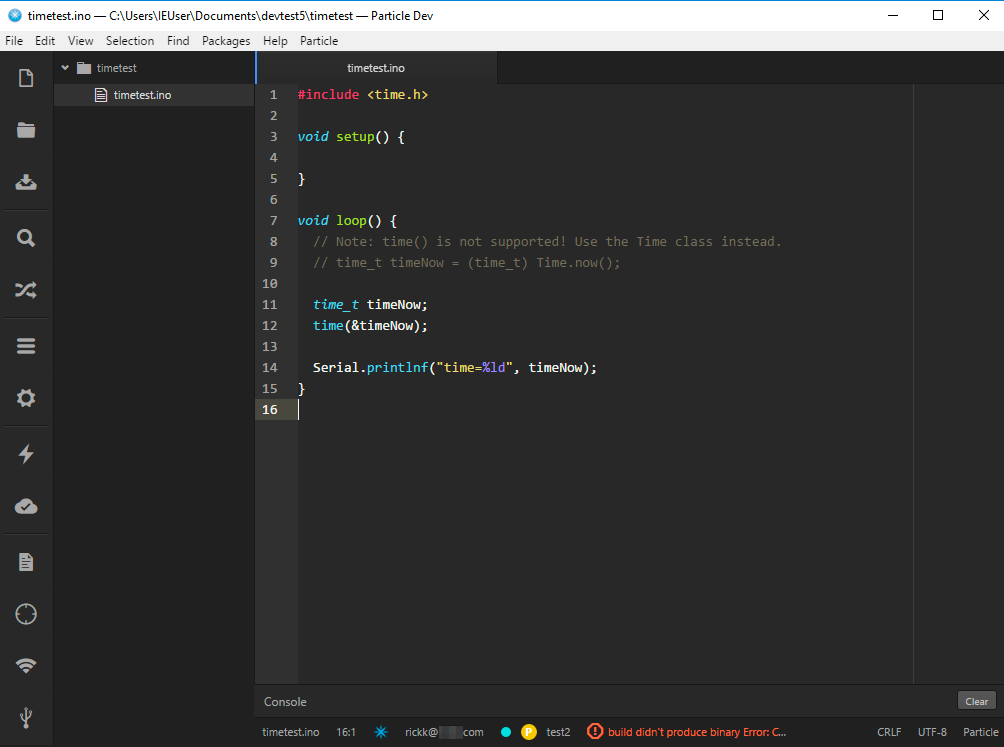 timetest.ino — C:\Users\IEUser\Documents\devtest5\timetest — Particle Dev
File Edit View Selection Find Packages Help Particle
timetest
timetest.ino
timetest.ino
1 #include <time.h>
2
3 void setup() {
4
5 }
6
7 void loop() {
8 // Note: time() is not supported! Use the Time class instead.
9 // time_t timeNow = (time_t) Time.now();
10
11 time_t timeNow;
12 time(&timeNow);
13
14 Serial.printlnf("time=%ld", timeNow);
15 }
16
Console Clear
timetest.ino 16:1 rickk@ com P test2 build didn't produce binary Error: C... CRLF UTF-8 Particle